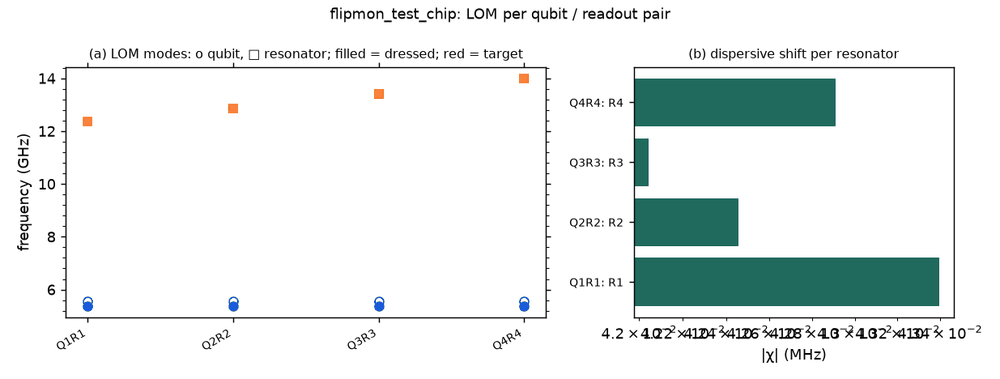 flipmon_test_chip: LOM per qubit / readout pair
(a) LOM modes: o qubit, □ resonator; filled = dressed; red = target
frequency (GHz)
14
12
10
8
6
Q1R1
Q2R2
Q3R3
Q4R4
(b) dispersive shift per resonator
Q4R4: R4
Q3R3: R3
Q2R2: R2
Q1R1: R1
|χ| (MHz)